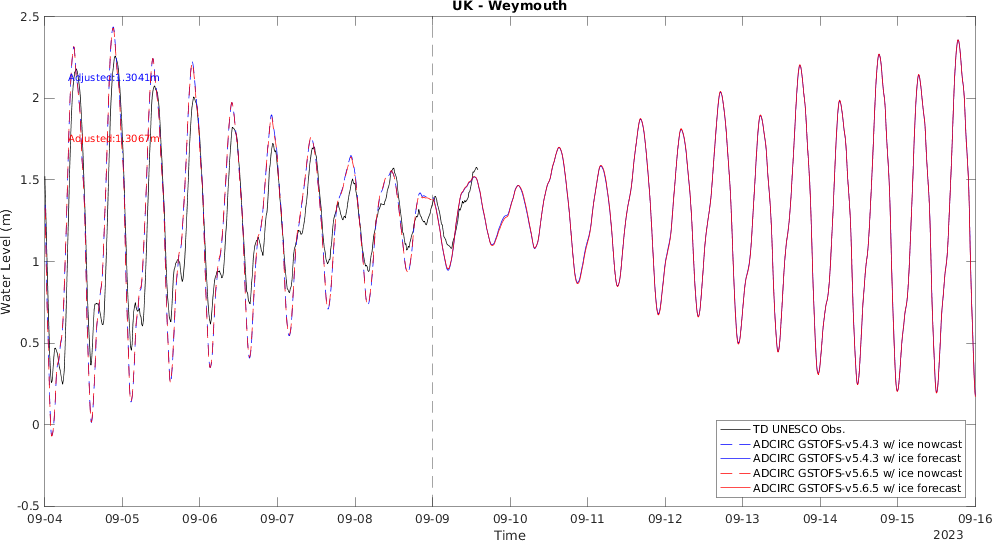 UK - Weymouth
2.5
2
1.5
1
0.5
0
-0.5
Water Level (m)
Adjusted:1.3041m
Adjusted:1.3067m
TD UNESCO Obs.
ADCIRC GSTOFS-v5.4.3 w/ ice nowcast
ADCIRC GSTOFS-v5.4.3 w/ ice forecast
ADCIRC GSTOFS-v5.6.5 w/ ice nowcast
ADCIRC GSTOFS-v5.6.5 w/ ice forecast
09-04 09-05 09-06 09-07 09-08 09-09 09-10 09-11 09-12 09-13 09-14 09-15 09-16
Time
2023